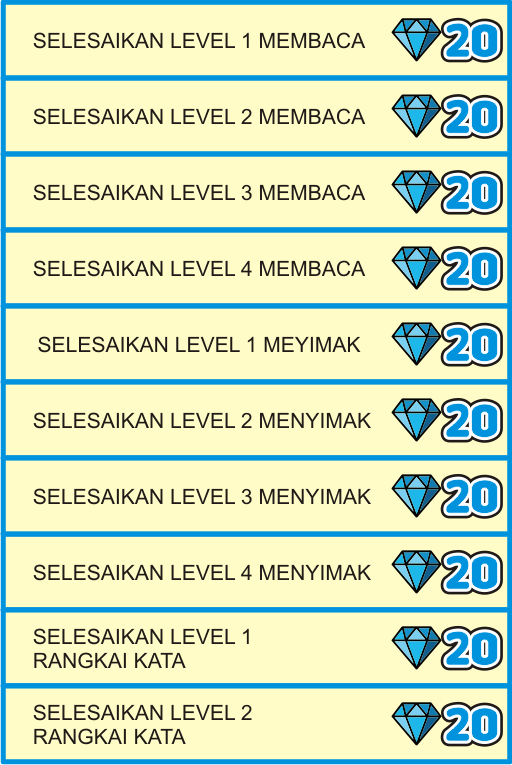 SELESAIKAN LEVEL 1 MEMBACA 20
SELESAIKAN LEVEL 2 MEMBACA 20
SELESAIKAN LEVEL 3 MEMBACA 20
SELESAIKAN LEVEL 4 MEMBACA 20
SELESAIKAN LEVEL 1 MEYIMAK 20
SELESAIKAN LEVEL 2 MENYIMAK 20
SELESAIKAN LEVEL 3 MENYIMAK 20
SELESAIKAN LEVEL 4 MENYIMAK 20
SELESAIKAN LEVEL 1
RANGKAI KATA
20
SELESAIKAN LEVEL 2
RANGKAI KATA
20